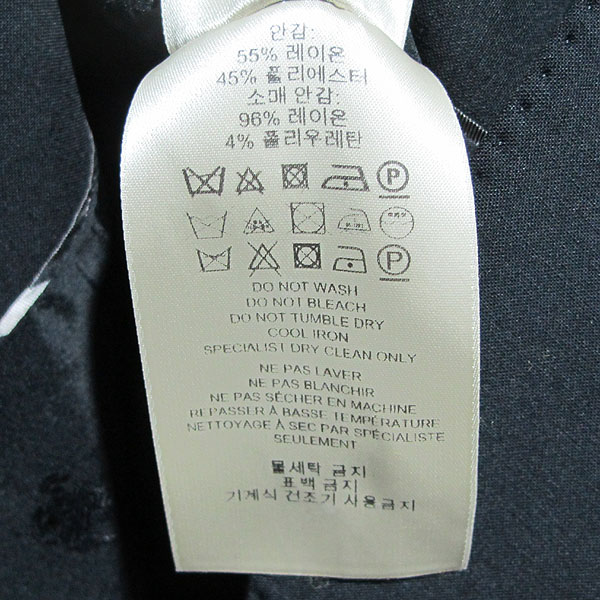 안감:
55% 레이온
45% 폴리에스터
소매 안감:
96% 레이온
4% 폴리우레탄
P
P
DO NOT WASH
DO NOT BLEACH
DO NOT TUMBLE DRY
COOL IRON
SPECIALIST DRY CLEAN ONLY
NE PAS LAVER
NE PAS BLANCHIR
NE PAS SÉCHER EN MACHINE
REPASSER À BASSE TEMPÉRATURE
NETTOYAGE À SEC PAR SPÉCIALISTE
SEULEMENT
물세탁 금지
표백 금지
기계식 건조기 사용금지